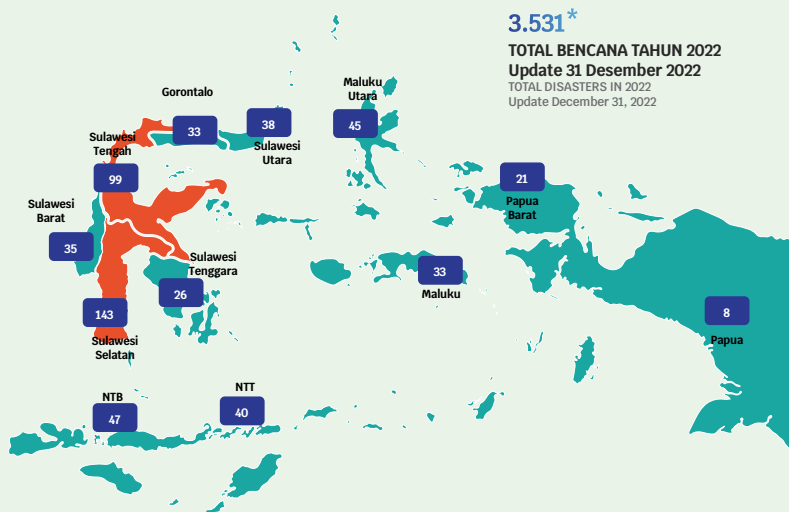 3.531*
TOTAL BENCANA TAHUN 2022
Update 31 Desember 2022
TOTAL DISASTERS IN 2022
Update December 31, 2022
Gorontalo
33
38
Sulawesi
Utara
Maluku
Utara
45
Sulawesi
Tengah
99
21
Papua
Barat
Sulawesi
Barat
35
Sulawesi
Tenggara
26
33
Maluku
143
Sulawesi
Selatan
8
Papua
NTB
47
NTT
40